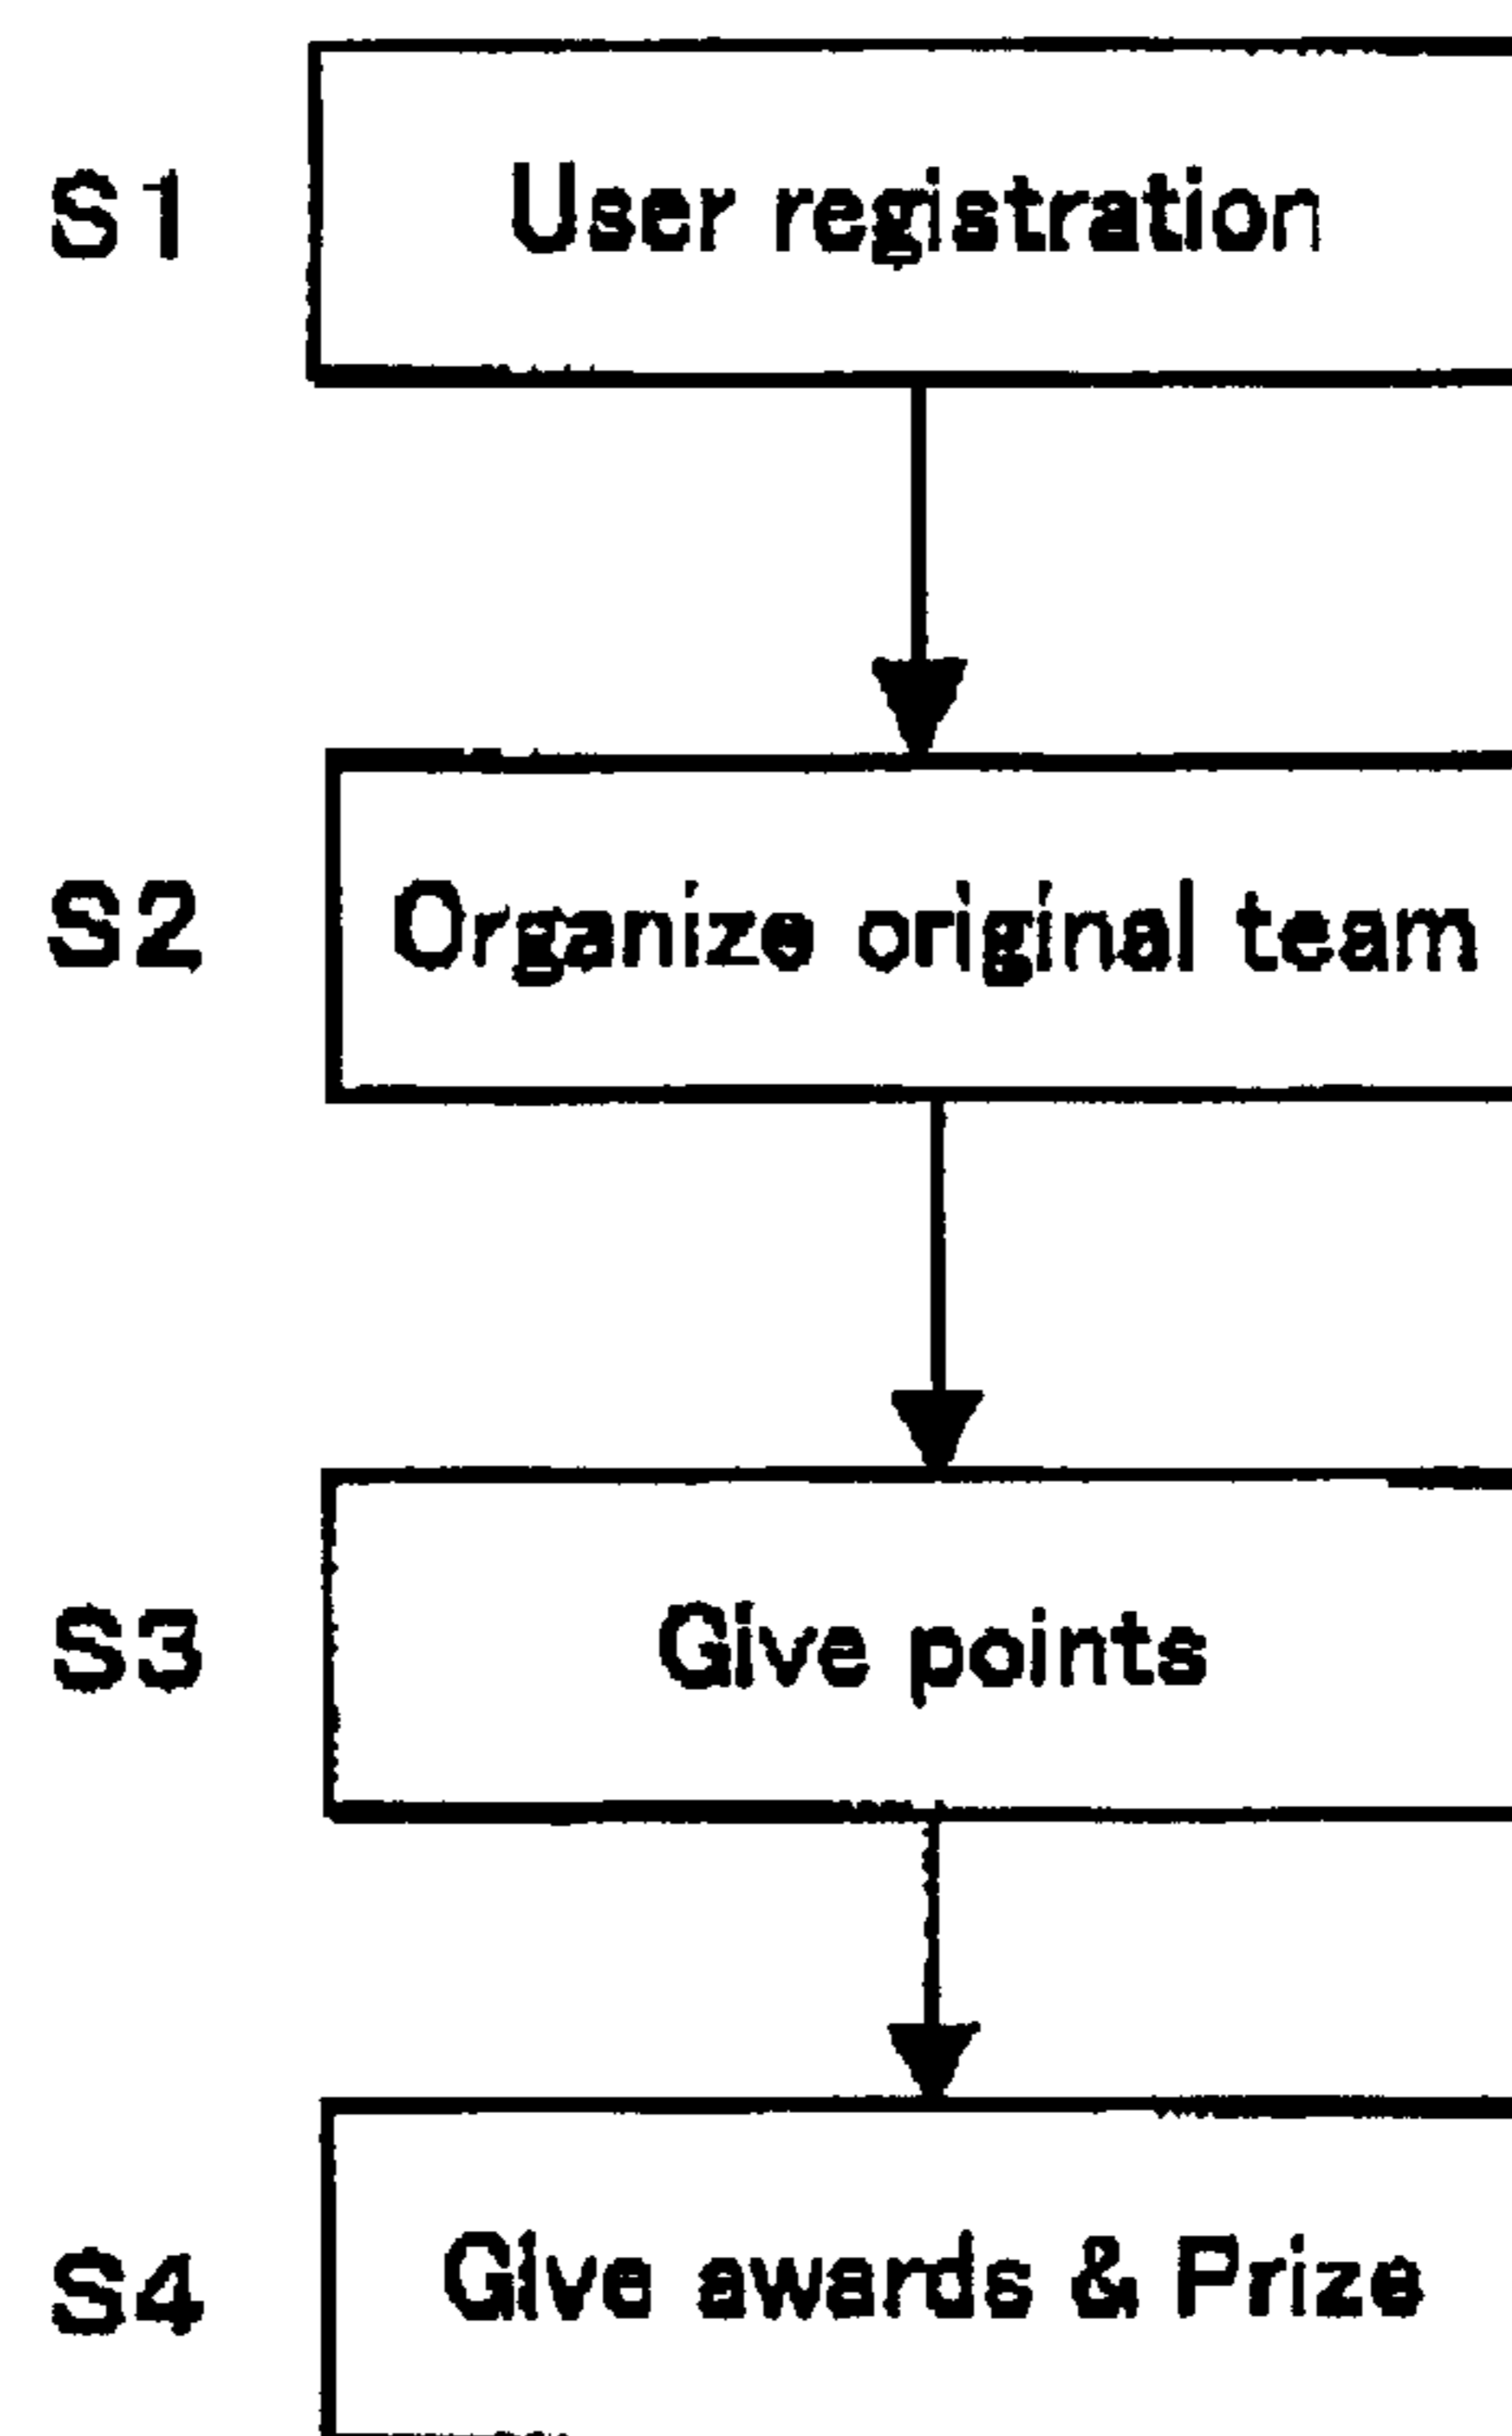 S1 User registration
S2 Organize original team
S3 Give points
S4 Give awards & Prize